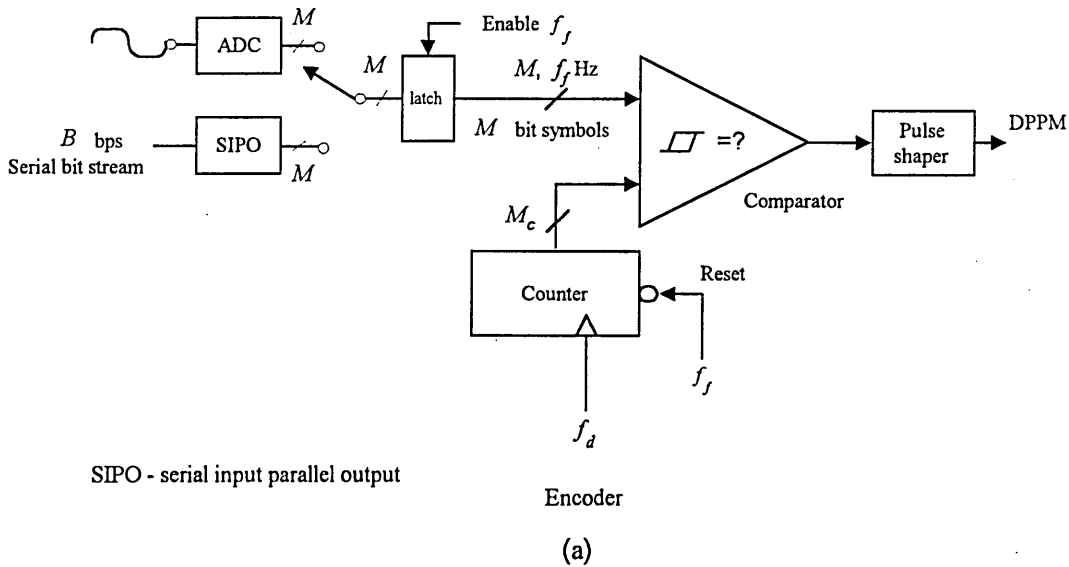 M
ADC
Enable f_f
M
latch
M, f_f Hz
M bit symbols
=?
Pulse
shaper
DPPM
B bps
Serial bit stream
SIPO
M
Comparator
M_c
Reset
Counter
f_f
f_d
SIPO - serial input parallel output
Encoder
(a)